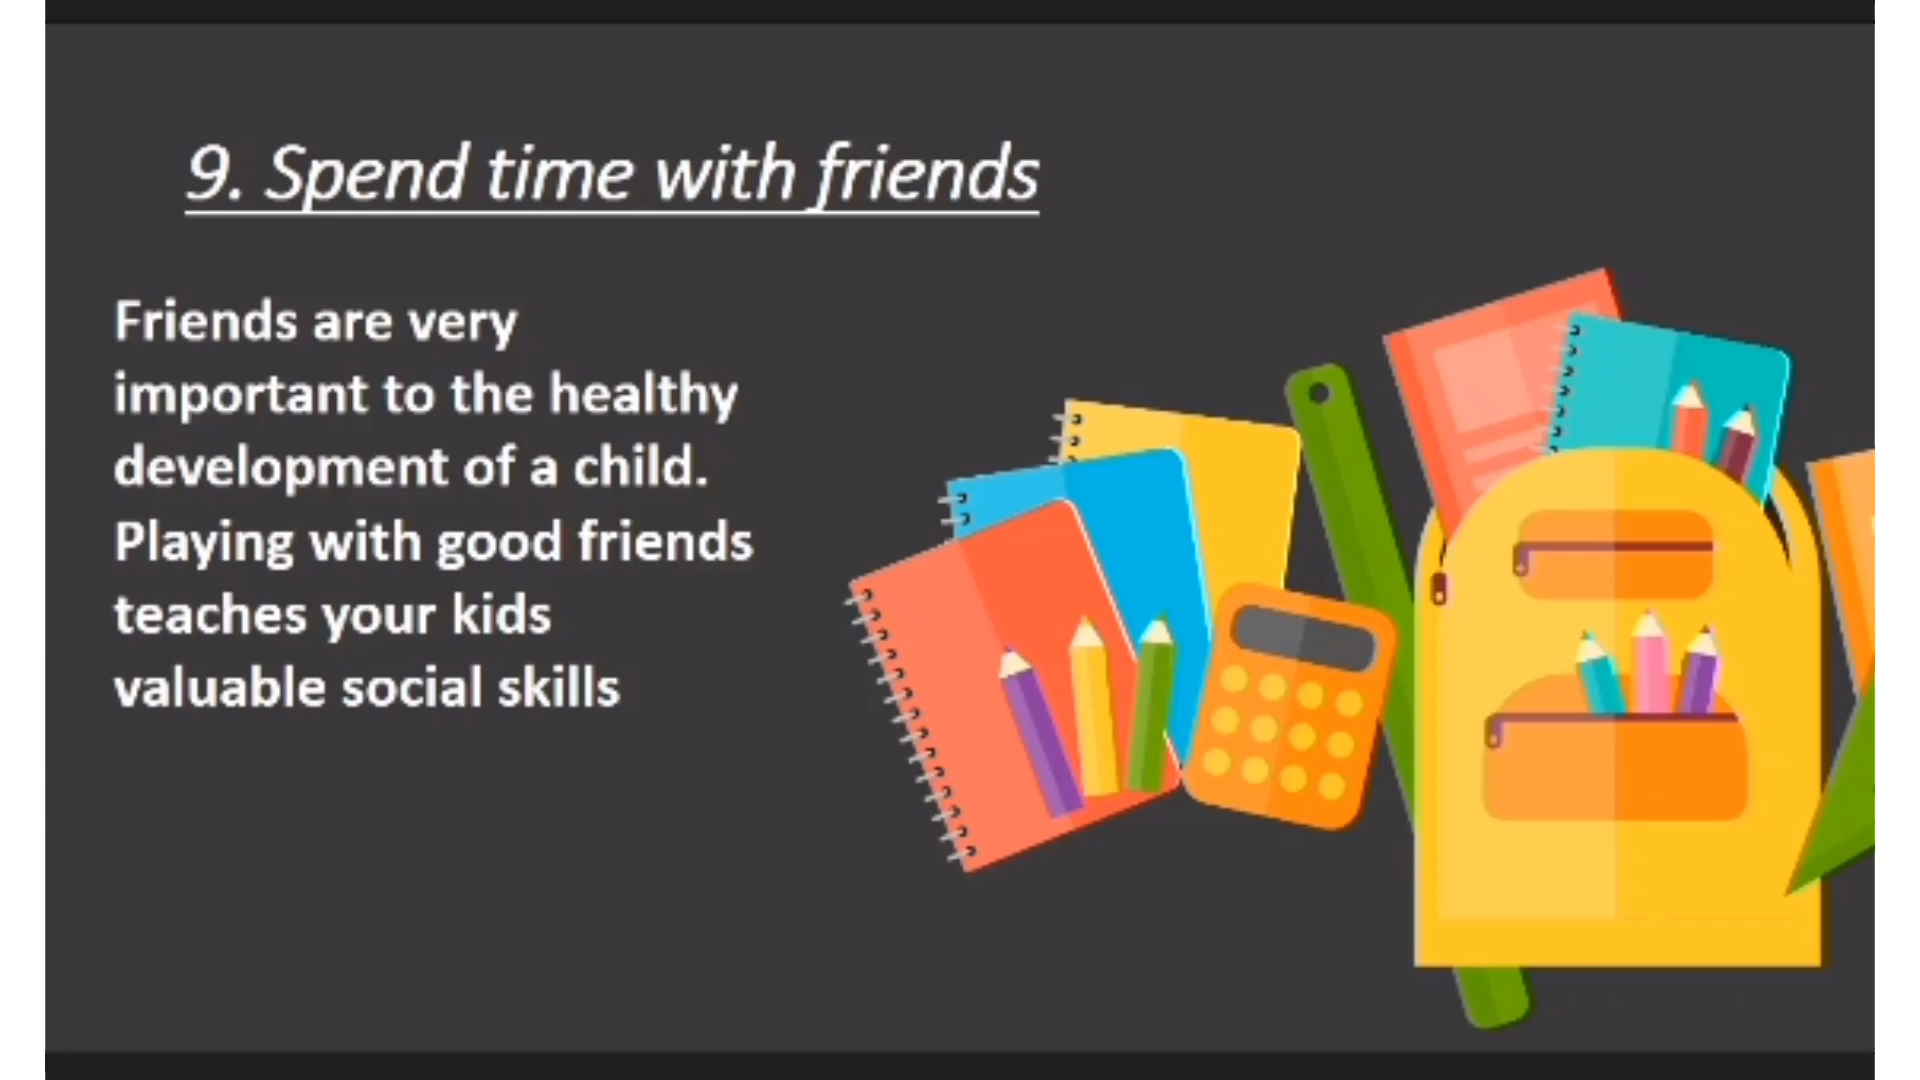 9. Spend time with friends
Friends are very
important to the healthy
development of a child.
Playing with good friends
teaches your kids
valuable social skills